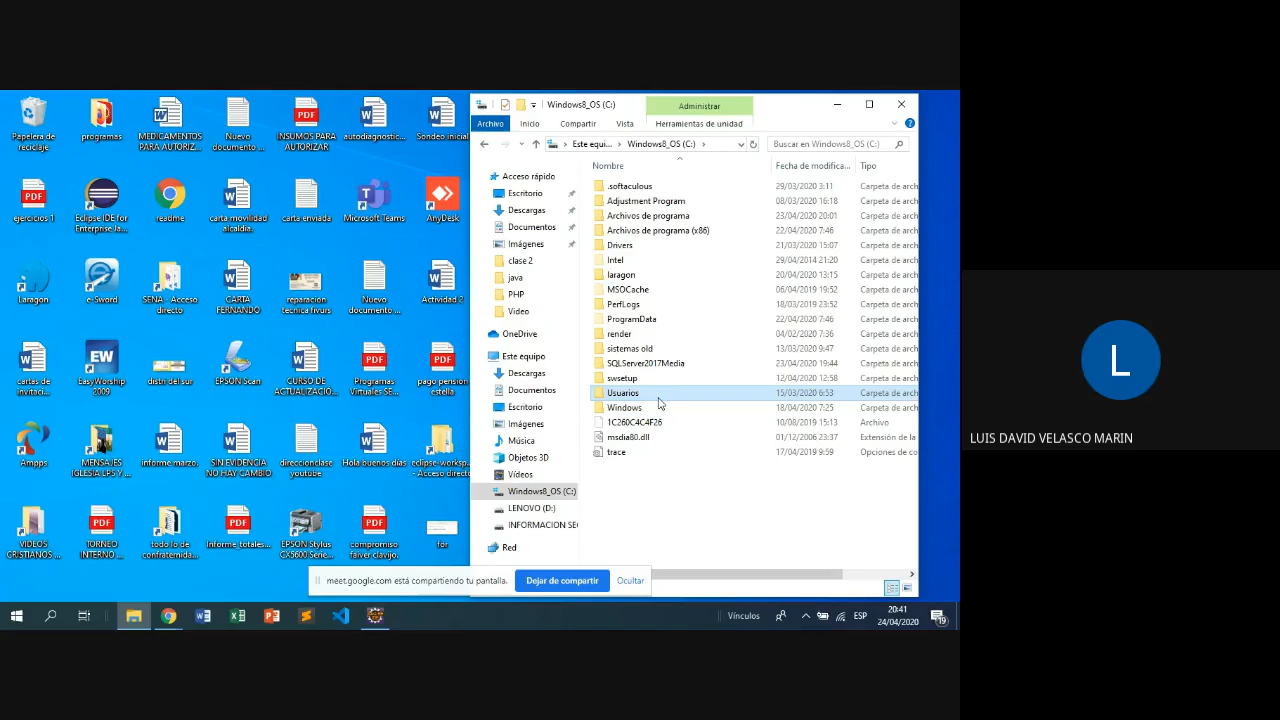 Papelera de
reciclaje
programas
MEDICAMENTOS
PARA AUTORIZ...
Nuevo
documento ...
INSUMOS PARA
AUTORIZAR
autodiagnostic...
Sondeo inicial
ejercicios 1
Eclipse IDE for
Enterprise Ja...
readme
carta movilidad
alcaldia.
carta enviada
Microsoft Teams
AnyDesk
Laragon
e-Sword
SENA - Acceso
directo
CARTA
FERNANDO
reparacion
tecnica fivurs
Nuevo
documento ...
Actividad 2
cartas de
invitaci...
EasyWorship
2009
distri del sur
EPSON Scan
CURSO DE
ACTUALIZACIO...
Programas
Virtuales
pago pension
estella
Ampps
MENSAJES
IGLESIA LPS Y ...
informe.marzo.
SIN EVIDENCIA
NO HAY CAMBIO
direccionclase
youtube
Hola buenos dias
eclipse-worksp...
- Acceso directo
VIDEOS
CRISTIANOS ...
TORNEO
INTERNO ...
todo lo de
confratemida...
Informe_totales...
EPSON Stylus
CX5600 Serie...
compromiso
faiver clavijo.
for
Windows8_OS (C:)
Administrar
Archivo
Inicio
Compartir
Vista
Herramientas de unidad
Este equi...
Windows8_OS (C:)
Buscar en Windows8_OS (C:)
Acceso rápido
Escritorio
Descargas
Documentos
Imágenes
clase 2
java
PHP
Video
OneDrive
Este equipo
Descargas
Documentos
Escritorio
Imágenes
Música
Objetos 3D
Vídeos
Windows8_OS (C:)
LENOVO (D:)
INFORMACION SE
Red
Nombre Fecha de modifica... Tipo
.softaculous 29/03/2020 3:11 Carpeta de arch
Adjustment Program 08/03/2020 16:18 Carpeta de arch
Archivos de programa 23/04/2020 20:01 Carpeta de arch
Archivos de programa (x86) 22/04/2020 7:46 Carpeta de arch
Drivers 21/03/2020 15:07 Carpeta de arch
Intel 29/04/2014 21:20 Carpeta de arch
laragon 20/04/2020 13:15 Carpeta de arch
MSOCache 06/04/2019 19:52 Carpeta de arch
PerfLogs 18/03/2019 23:52 Carpeta de arch
ProgramData 22/04/2020 7:46 Carpeta de arch
render 04/02/2020 7:36 Carpeta de arch
sistemas old 13/03/2020 9:47 Carpeta de arch
SQLServer2017Media 23/04/2020 19:44 Carpeta de arch
swsetup 12/04/2020 12:58 Carpeta de arch
Usuarios 15/03/2020 6:53 Carpeta de arch
Windows 18/04/2020 7:25 Carpeta de arch
1C260C4C4F26 10/08/2019 15:13 Archivo
msdia80.dll 01/12/2006 23:37 Extensión de la
trace 17/04/2019 9:59 Opciones de co
meet.google.com está compartiendo tu pantalla.
Dejar de compartir
Ocultar
Vínculos
ESP
20:41
24/04/2020
19
L
LUIS DAVID VELASCO MARIN